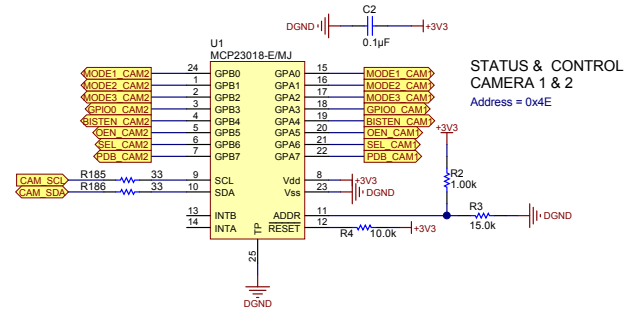 C2
DGND
+3V3
0.1µF
U1
MCP23018-E/MJ
STATUS & CONTROL
CAMERA 1 & 2
Address = 0x4E
MODE1_CAM2 24 GPB0 GPA0 15 MODE1_CAM1
MODE2_CAM2 1 GPB1 GPA1 16 MODE2_CAM1
MODE3_CAM2 2 GPB2 GPA2 17 MODE3_CAM1
GPIO0_CAM2 3 GPB3 GPA3 18 GPIO0_CAM1
BISTEN_CAM2 4 GPB4 GPA4 19 BISTEN_CAM1
OEN_CAM2 5 GPB5 GPA5 20 OEN_CAM1
SEL_CAM2 6 GPB6 GPA6 21 SEL_CAM1
PDB_CAM2 7 GPB7 GPA7 22 PDB_CAM1
+3V3
R2
1.00k
CAM_SCL R185 33 9 SCL Vdd 8 +3V3
CAM_SDA R186 33 10 SDA Vss 23 DGND
13 INTB ADDR 11
14 INTA RESET 12
R4 10.0k +3V3
R3
15.0k
DGND
TP
25
DGND